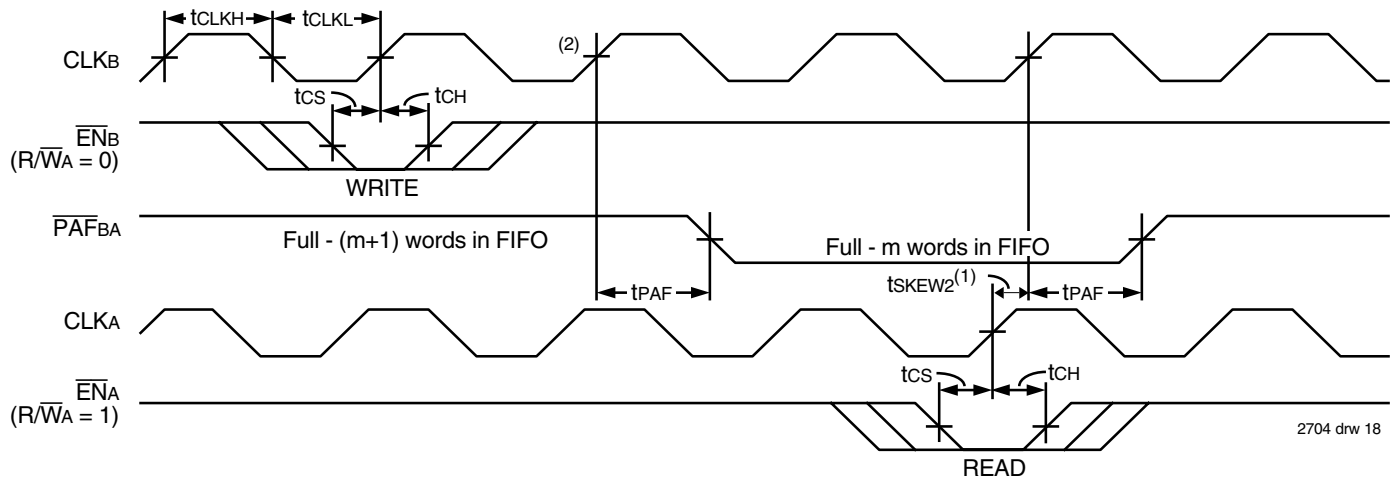 tCLKH
tCLKL
CLKB
(2)
tCS
tCH
ENB
(R/WA = 0)
WRITE
PAFBA
Full - (m+1) words in FIFO
Full - m words in FIFO
tPAF
tSKEW2(1)
tPAF
CLKA
tCS
tCH
ENA
(R/WA = 1)
READ
2704 drw 18